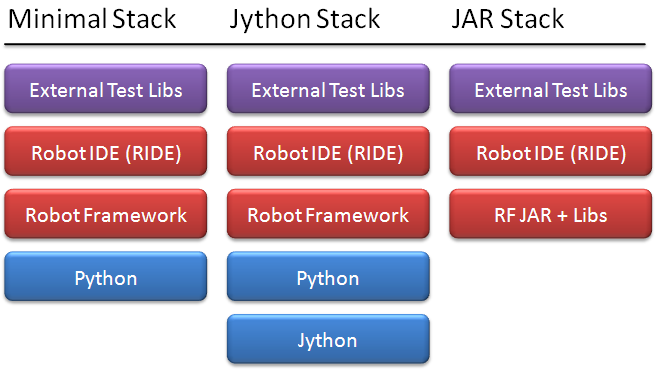 Minimal Stack Jython Stack JAR Stack
External Test Libs External Test Libs External Test Libs
Robot IDE (RIDE) Robot IDE (RIDE) Robot IDE (RIDE)
Robot Framework Robot Framework RF JAR + Libs
Python Python
Jython